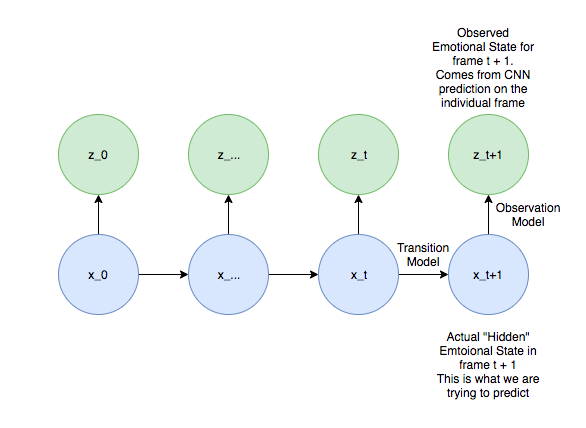 Observed
Emotional State for
frame t + 1.
Comes from CNN
prediction on the
individual frame
z_0
z_...
z_t
z_t+1
Observation
Model
Transition
Model
x_0
x_...
x_t
x_t+1
Actual "Hidden"
Emtoional State in
frame t + 1
This is what we are
trying to predict